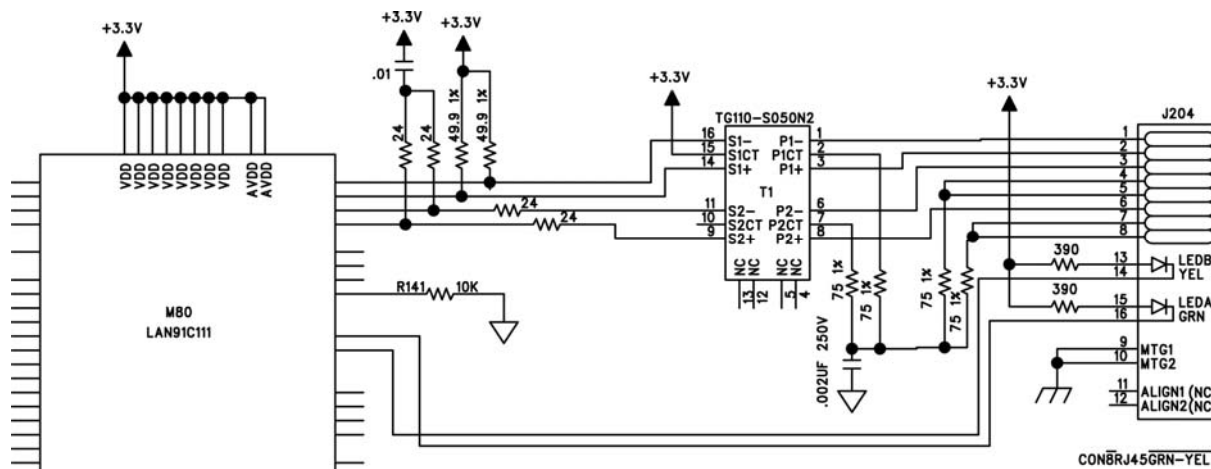 +3.3V
+3.3V
+3.3V
.01
24
24
49.9 1%
49.9 1%
+3.3V
+3.3V
TG110-S050N2
J204
VDD
VDD
VDD
VDD
VDD
VDD
VDD
VDD
AVDD
AVDD
16 S1- P1- 1
15 S1CT P1CT 2
14 S1+ P1+ 3
T1
11 S2- P2- 6
10 S2CT P2CT 7
9 S2+ P2+ 8
NC
NC
NC
NC
13
12
5
4
24
24
1
2
3
4
5
6
7
8
75 1%
75 1%
75 1%
75 1%
.002UF 250V
390
13 LEDB
14 YEL
390
15 LEDA
16 GRN
9 MTG1
10 MTG2
11 ALIGN1(NC
12 ALIGN2(NC
R141 10K
M80
LAN91C111
CON8RJ45GRN-YEL